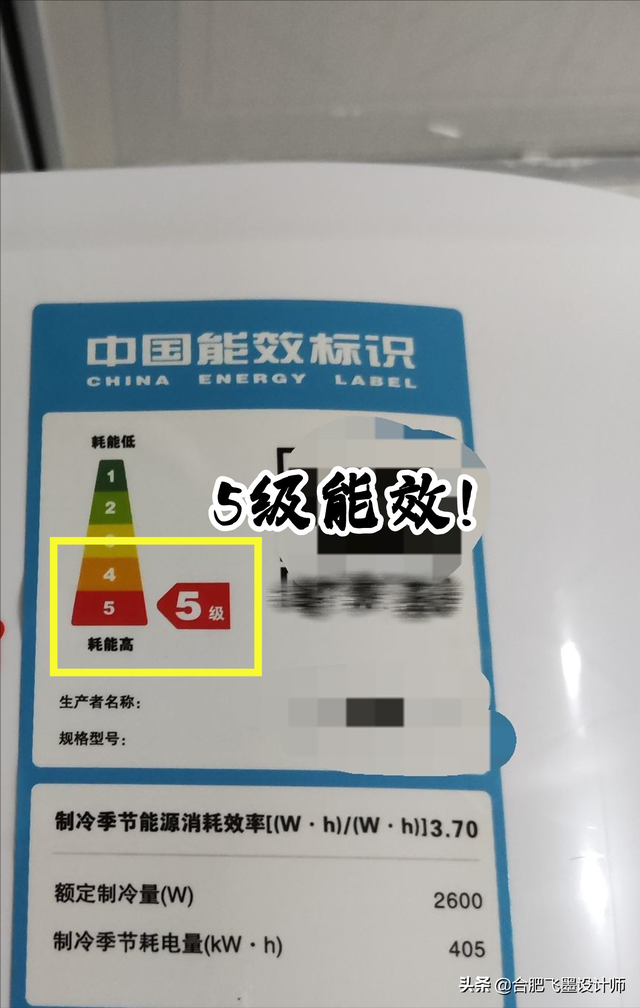 中国能效标识
CHINA ENERGY LABEL
耗能低
1
2
5级能效!
4
5
5级
耗能高
生产者名称:
规格型号:
制冷季节能源消耗效率[(W·h)/(W·h)]3.70
额定制冷量(W) 2600
制冷季节耗电量(kW·h) 405
头条 @合肥飞墨设计师